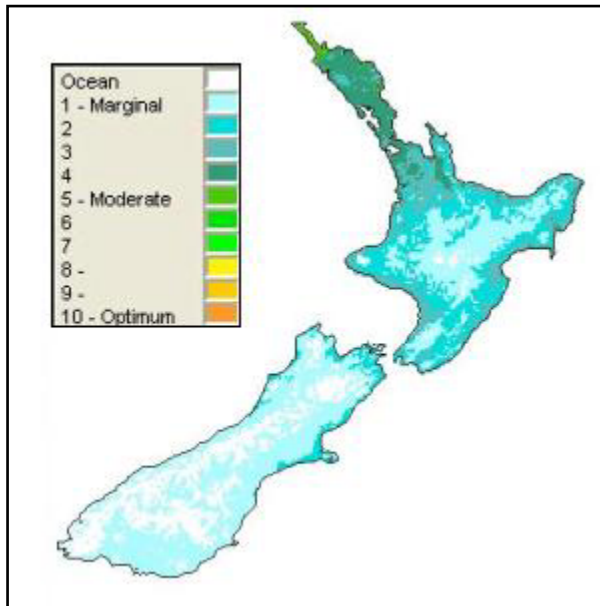 Ocean
1 - Marginal
2
3
4
5 - Moderate
6
7
8 -
9 -
10 - Optimum